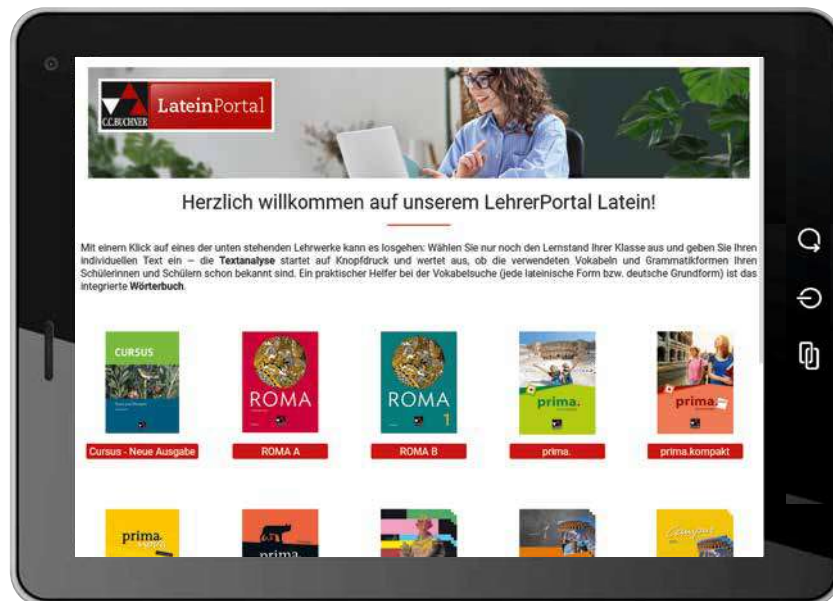 LateinPortal
C.C.BUCHNER
Herzlich willkommen auf unserem LehrerPortal Latein!
Mit einem Klick auf eines der unten stehenden Lehrwerke kann es losgehen: Wählen Sie nur noch den Lernstand Ihrer Klasse aus und geben Sie Ihren
individuellen Text ein – die Textanalyse startet auf Knopfdruck und wertet aus, ob die verwendeten Vokabeln und Grammatikformen Ihren
Schülerinnen und Schülern schon bekannt sind. Ein praktischer Helfer bei der Vokabelsuche (jede lateinische Form bzw. deutsche Grundform) ist das
integrierte Wörterbuch.
CURSUS
ROMA
ROMA
1
prima.
prima.
Cursus - Neue Ausgabe
ROMA A
ROMA B
prima.
prima.kompakt
prima.
prima
Campus